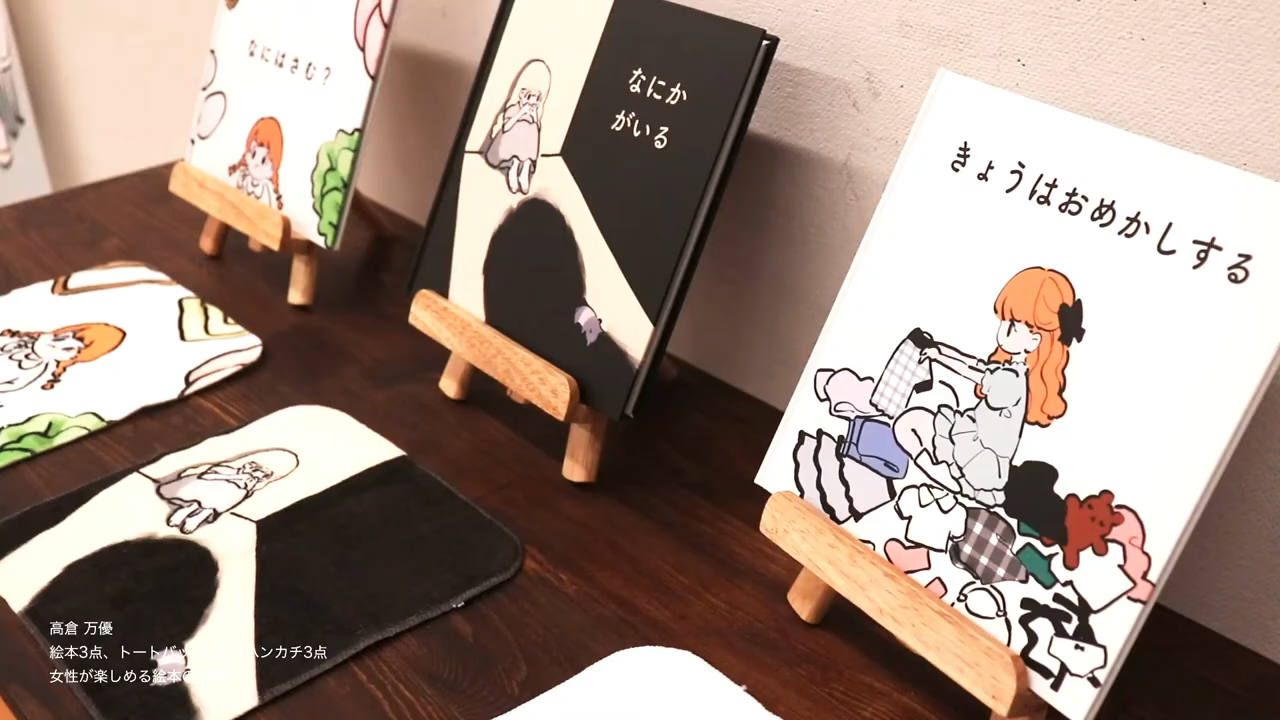 なにはさむ?
なにか
がいる
きょうはおめかしする
高倉 万優
絵本3点、トートバッ ハンカチ3点
女性が楽しめる絵本